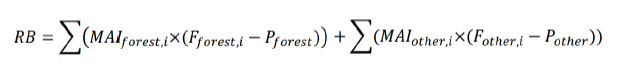 RB = ∑(MAI_forest,i×(F_forest,i − P_forest)) + ∑(MAI_other,i×(F_other,i − P_other))